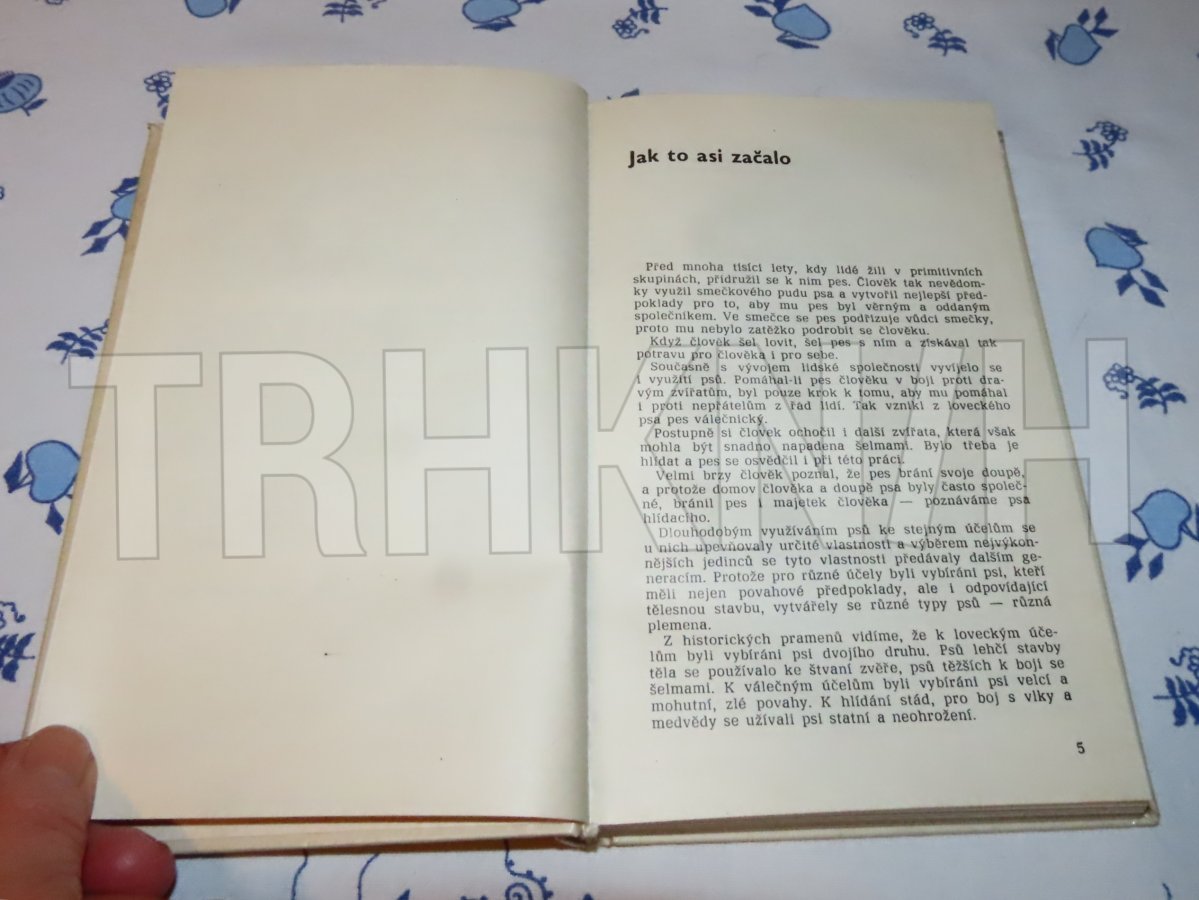 Jak to asi začalo
Před mnoha tisíci lety, kdy lidé žili v primitivních
skupinách, přidružil se k nim pes. Člověk tak nevědom-
ky využil smečkového pudu psa a vytvořil nejlepší před-
poklady pro to, aby mu pes byl věrným a oddaným
společníkem. Ve smečce se pes podřizuje vůdci smečky,
proto mu nebylo zatěžko podrobit se člověku.
Když člověk šel lovit, šel pes s ním a získával tak
potravu pro člověka i pro sebe.
Současně s vývojem lidské společnosti vyvíjelo se
i využití psů. Pomáhal-li pes člověku v boji proti dra-
vým zvířatům, byl pouze krok k tomu, aby mu pomáhal
i proti nepřátelům z řad lidí. Tak vznikl z loveckého
psa pes válečnický.
Postupně si člověk ochočil i další zvířata, která však
mohla být snadno napadena šelmami. Bylo třeba je
hlídat a pes se osvědčil i při této práci.
Velmi brzy člověk poznal, že pes brání svoje doupě,
a protože domov člověka a doupě psa byly často společ-
né, bránil pes i majetek člověka — poznáváme psa
hlídacího.
Dlouhodobým využíváním psů ke stejným účelům se
u nich upevňovaly určité vlastnosti a výběrem nejvýkon-
nějších jedinců se tyto vlastnosti předávaly dalším ge-
neracím. Protože pro různé účely byli vybíráni psi, kteří
měli nejen povahové předpoklady, ale i odpovídající
tělesnou stavbu, vytvářely se různé typy psů — různá
plemena.
Z historických pramenů vidíme, že k loveckým úče-
lům byli vybíráni psi dvojího druhu. Psů lehčí stavby
těla se používalo ke štvaní zvěře, psů těžších k boji se
šelmami. K válečným účelům byli vybíráni psi velcí a
mohutní, zlé povahy. K hlídání stád, pro boj s vlky a
medvědy se užívali psi statní a neohrožení.
5
TRHKNIH